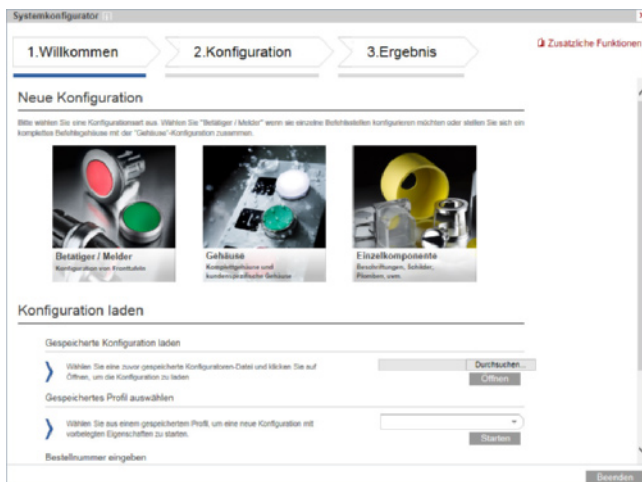 Systemkonfigurator
1.Willkommen
2.Konfiguration
3.Ergebnis
Zusätzliche Funktionen
Neue Konfiguration
Bitte wählen Sie eine Konfigurationsart aus. Wählen Sie "Betätiger / Melder" wenn sie einzelne Befehlsstellen konfigurieren möchten oder stellen Sie sich ein
komplettes Befehlsgehäuse mit der "Gehäuse"-Konfiguration zusammen.
Betätiger / Melder
Konfiguration von Fronttafeln
Gehäuse
Komplettgehäuse und
kundenspezifische Gehäuse
Einzelkomponente
Beschriftungen, Schilder,
Plomben, usw.
Konfiguration laden
Gespeicherte Konfiguration laden
Wählen Sie eine zuvor gespeicherte Konfiguratoren-Datei und klicken Sie auf
Öffnen, um die Konfiguration zu laden
Durchsuchen...
Öffnen
Gespeichertes Profil auswählen
Wählen Sie aus einem gespeichertem Profil, um eine neue Konfiguration mit
vorbelegten Eigenschaften zu starten.
Starten
Bestellnummer eingeben
Beenden